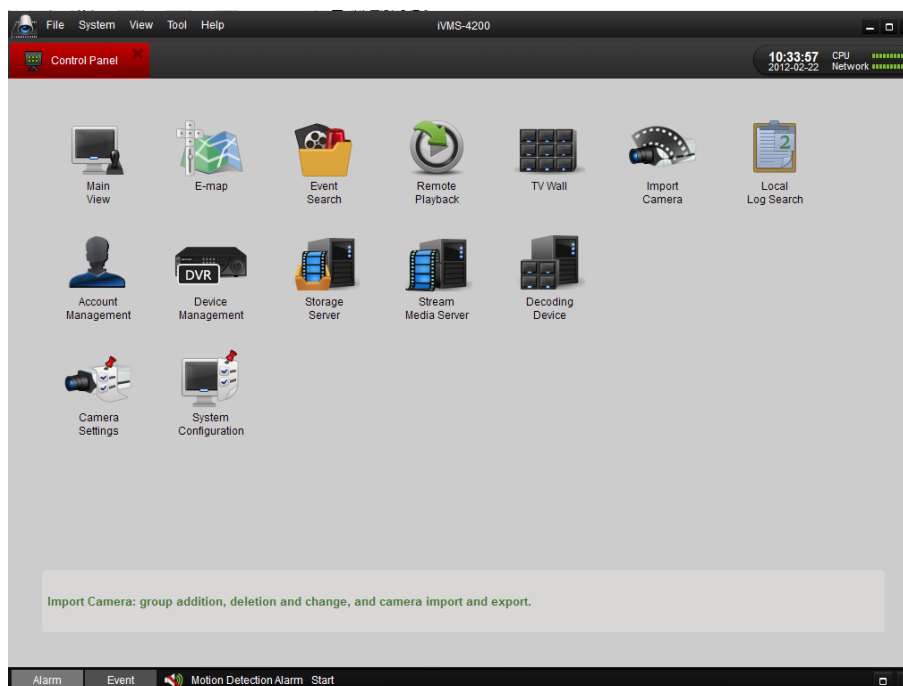 File System View Tool Help iVMS-4200
Control Panel
10:33:57 CPU
2012-02-22 Network
Main View
E-map
Event Search
Remote Playback
TV Wall
Import Camera
2
Local Log Search
Account Management
DVR
Device Management
Storage Server
Stream Media Server
Decoding Device
Camera Settings
System Configuration
Import Camera: group addition, deletion and change, and camera import and export.
Alarm Event Motion Detection Alarm Start